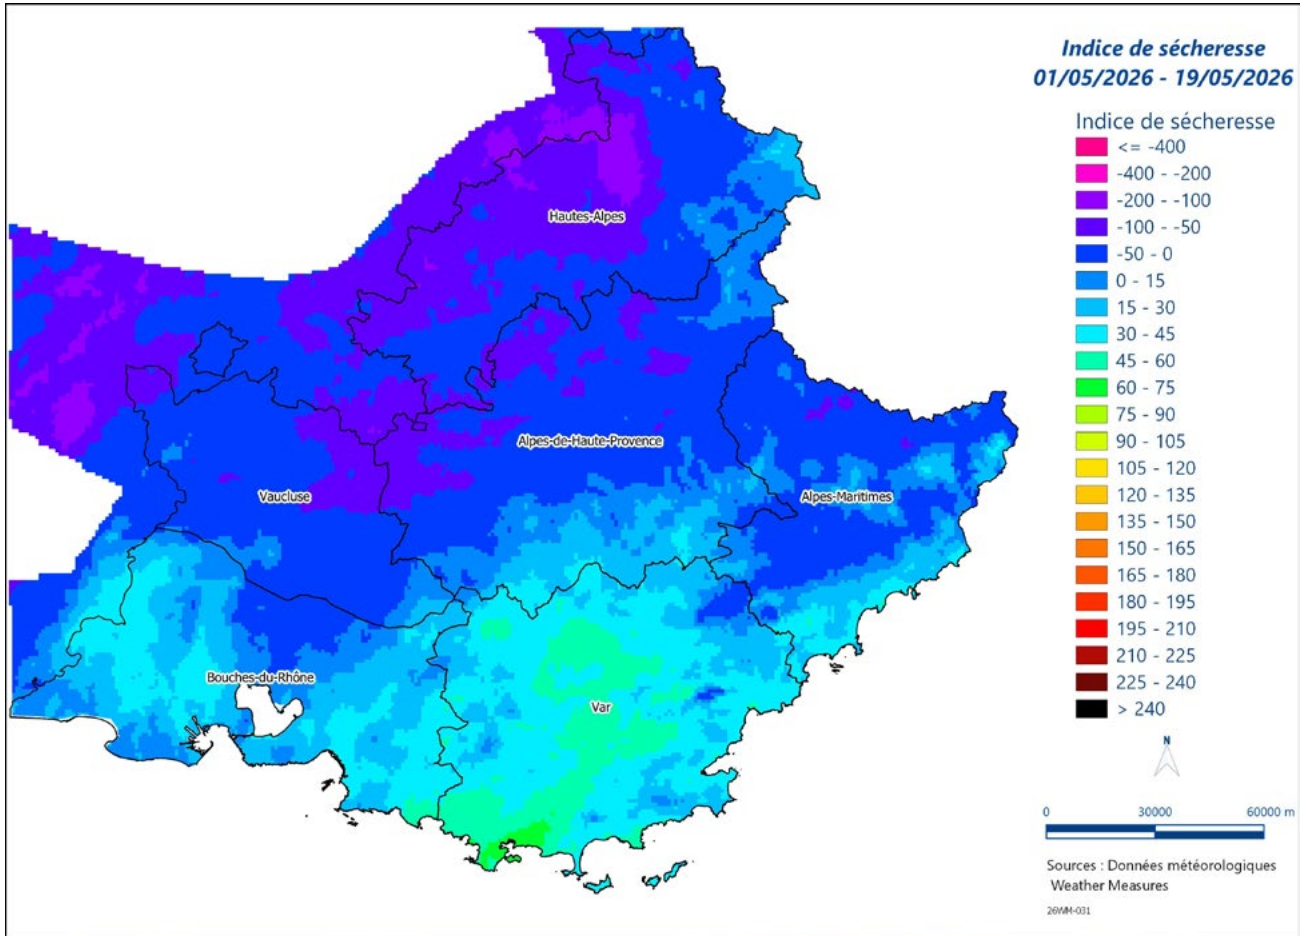 Indice de sécheresse
01/05/2026 - 19/05/2026
Indice de sécheresse
<= -400
-400 - -200
-200 - -100
-100 - -50
-50 - 0
0 - 15
15 - 30
30 - 45
45 - 60
60 - 75
75 - 90
90 - 105
105 - 120
120 - 135
135 - 150
150 - 165
165 - 180
180 - 195
195 - 210
210 - 225
225 - 240
> 240
Hautes-Alpes
Alpes-de-Haute-Provence
Vaucluse
Alpes-Maritimes
Bouches-du-Rhône
Var
N
0 30000 60000 m
Sources : Données météorologiques
Weather Measures
26WM-031